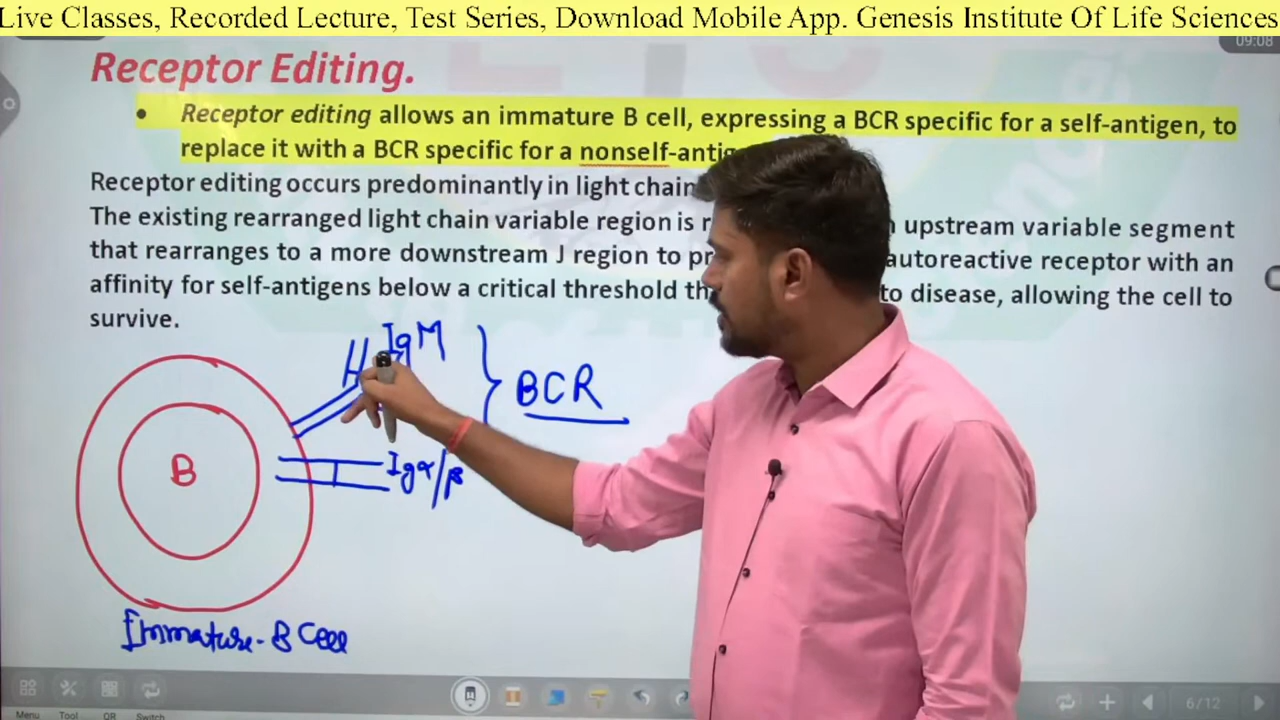 Live Classes, Recorded Lecture, Test Series, Download Mobile App. Genesis Institute Of Life Sciences
09:08
Receptor Editing.
• Receptor editing allows an immature B cell, expressing a BCR specific for a self-antigen, to
replace it with a BCR specific for a nonself-antig
Receptor editing occurs predominantly in light chain
The existing rearranged light chain variable region is upstream variable segment
that rearranges to a more downstream J region to autoreactive receptor with an
affinity for self-antigens below a critical threshold to disease, allowing the cell to
survive.
H IgM
BCR
B
Igα/β
Immature-B Cell
6/12
Menu Tool QR Switch